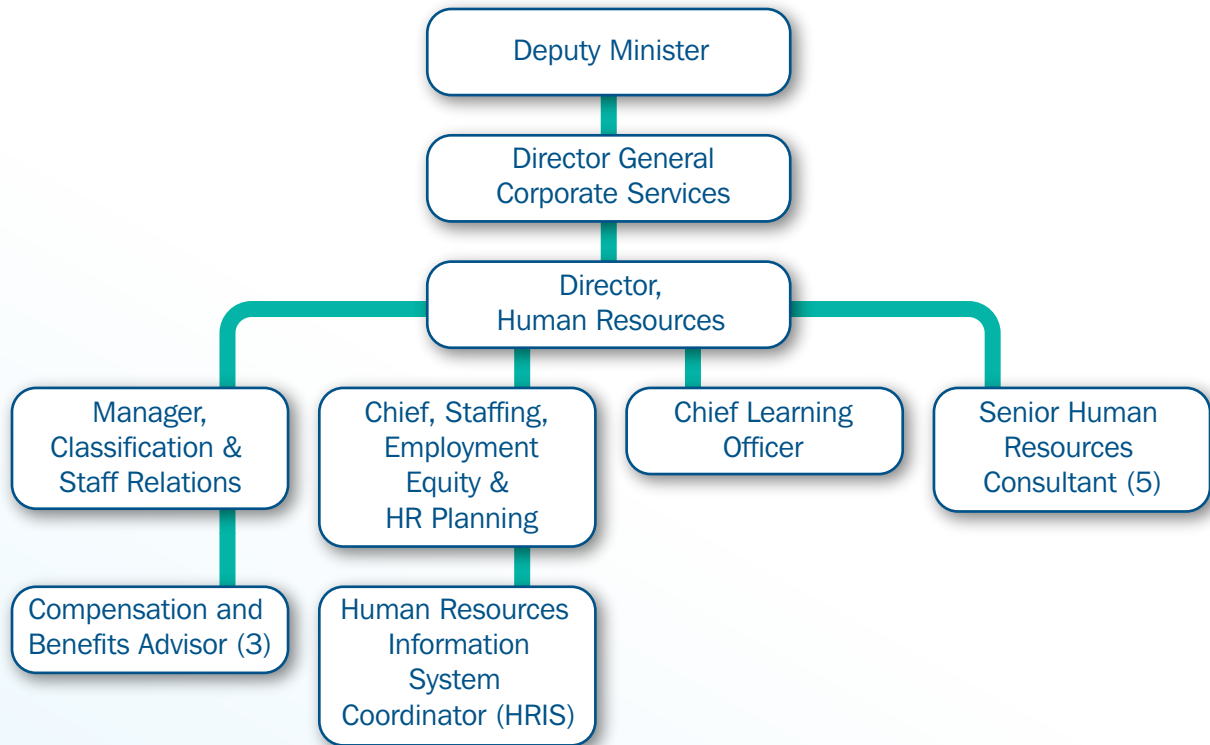 Deputy Minister
Director General
Corporate Services
Director,
Human Resources
Manager,
Classification &
Staff Relations
Chief, Staffing,
Employment
Equity &
HR Planning
Chief Learning
Officer
Senior Human
Resources
Consultant (5)
Compensation and
Benefits Advisor (3)
Human Resources
Information
System
Coordinator (HRIS)